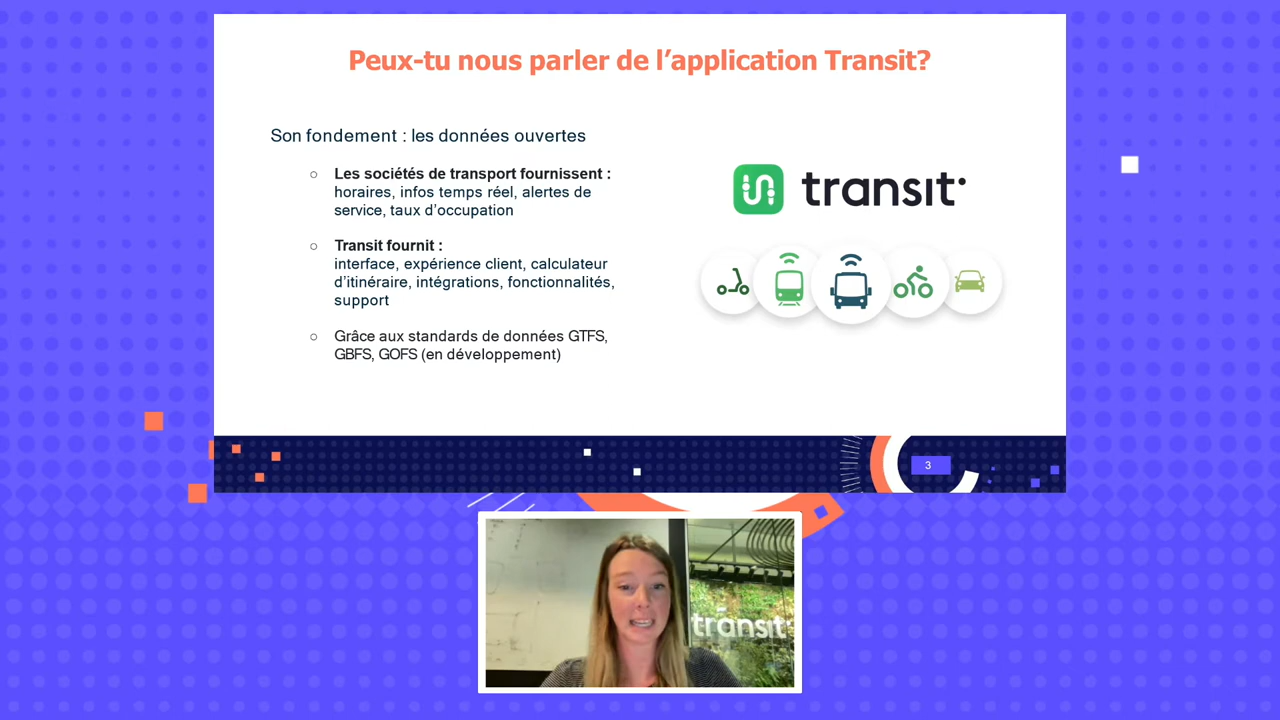 Peux-tu nous parler de l’application Transit?
Son fondement : les données ouvertes
○ Les sociétés de transport fournissent :
horaires, infos temps réel, alertes de
service, taux d’occupation
○ Transit fournit :
interface, expérience client, calculateur
d’itinéraire, intégrations, fonctionnalités,
support
○ Grâce aux standards de données GTFS,
GBFS, GOFS (en développement)
transit
3
transit